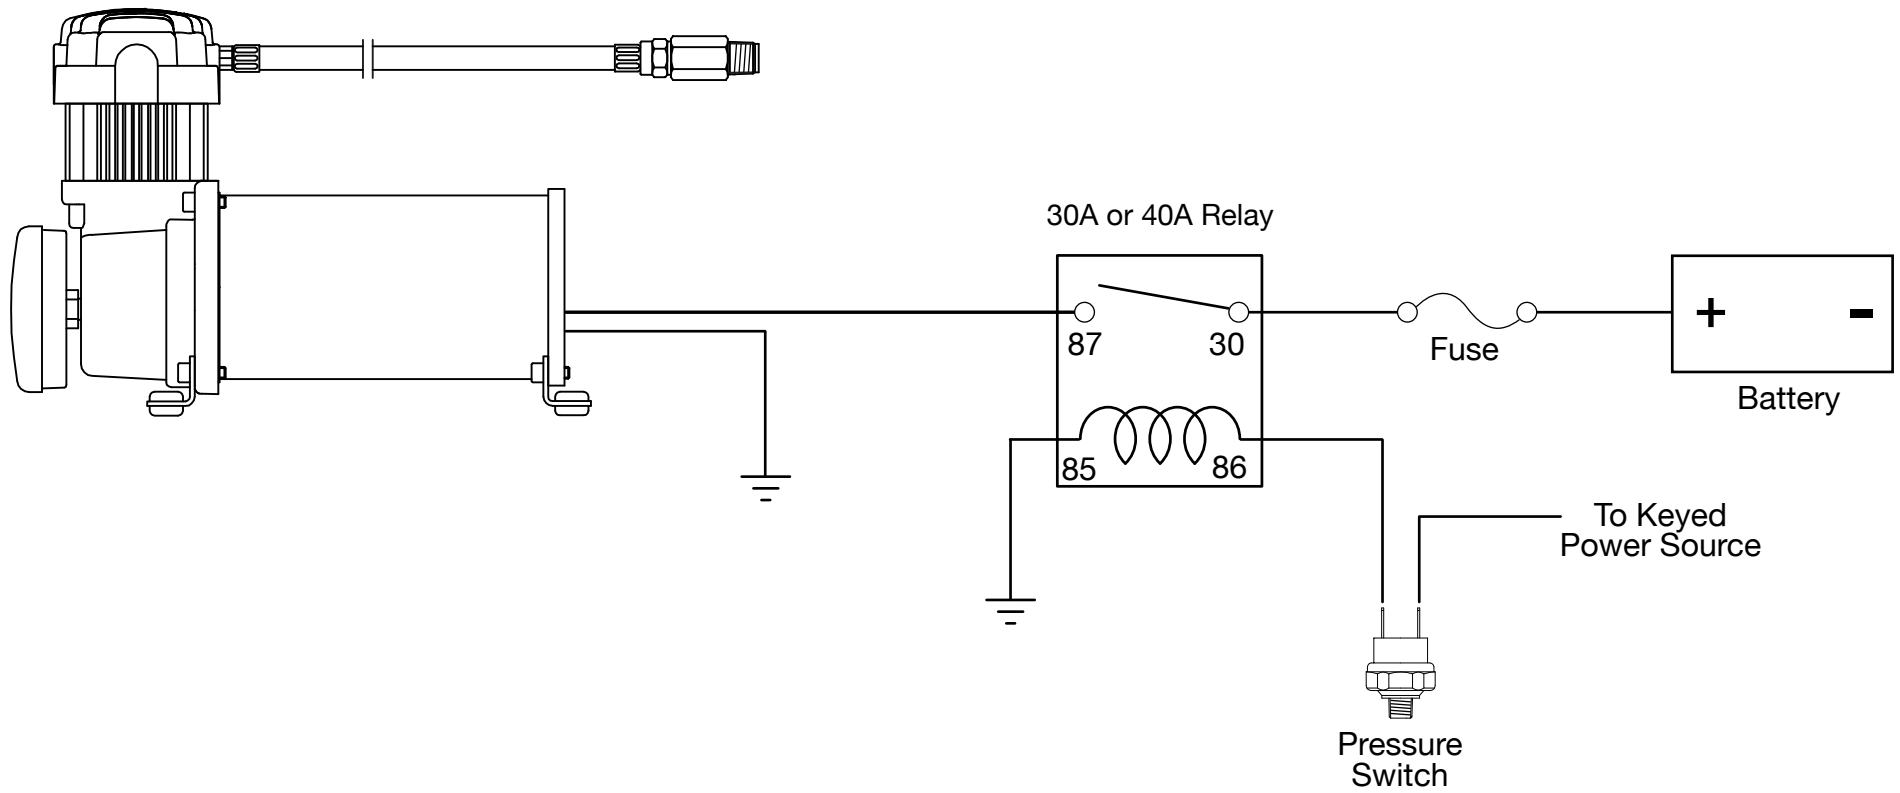 30A or 40A Relay
87
30
Fuse
+
-
Battery
85
86
To Keyed
Power Source
Pressure
Switch